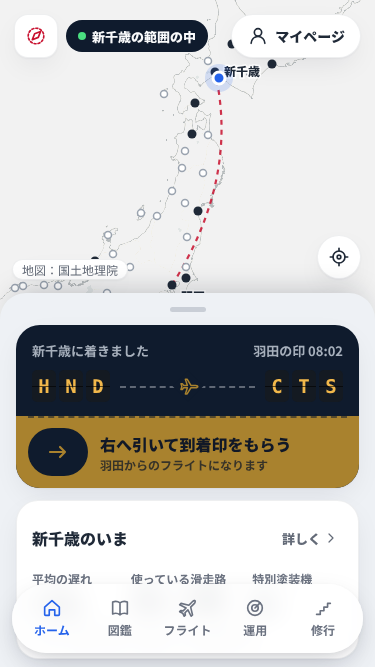 新千歳の範囲の中
マイページ
新千歳
地図：国土地理院
新千歳に着きました
羽田の印 08:02
HND
CTS
右へ引いて到着印をもらう
羽田からのフライトになります
新千歳のいま
詳しく
平均の遅れ
使っている滑走路
特別塗装機
ホーム
図鑑
フライト
運用
修行